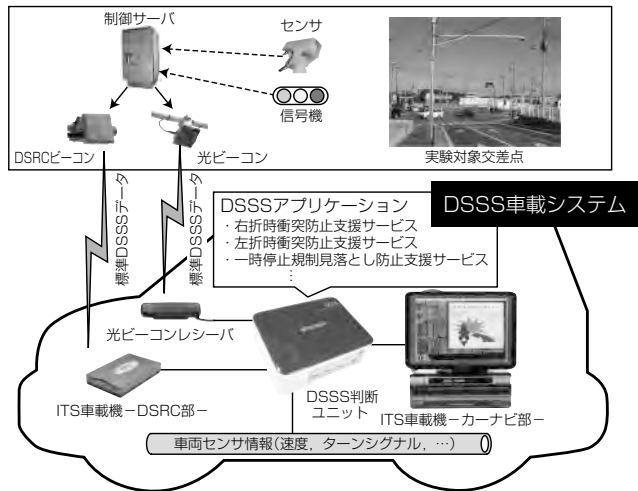 制御サーバ
センサ
信号機
DSRCビーコン
光ビーコン
実験対象交差点
標準DSSSデータ
標準DSSSデータ
DSSSアプリケーション
・右折時衝突防止支援サービス
・左折時衝突防止支援サービス
・一時停止規制見落とし防止支援サービス
…
DSSS車載システム
光ビーコンレシーバ
ITS車載機－DSRC部－
DSSS判断
ユニット
ITS車載機－カーナビ部－
車両センサ情報(速度，ターンシグナル，…)